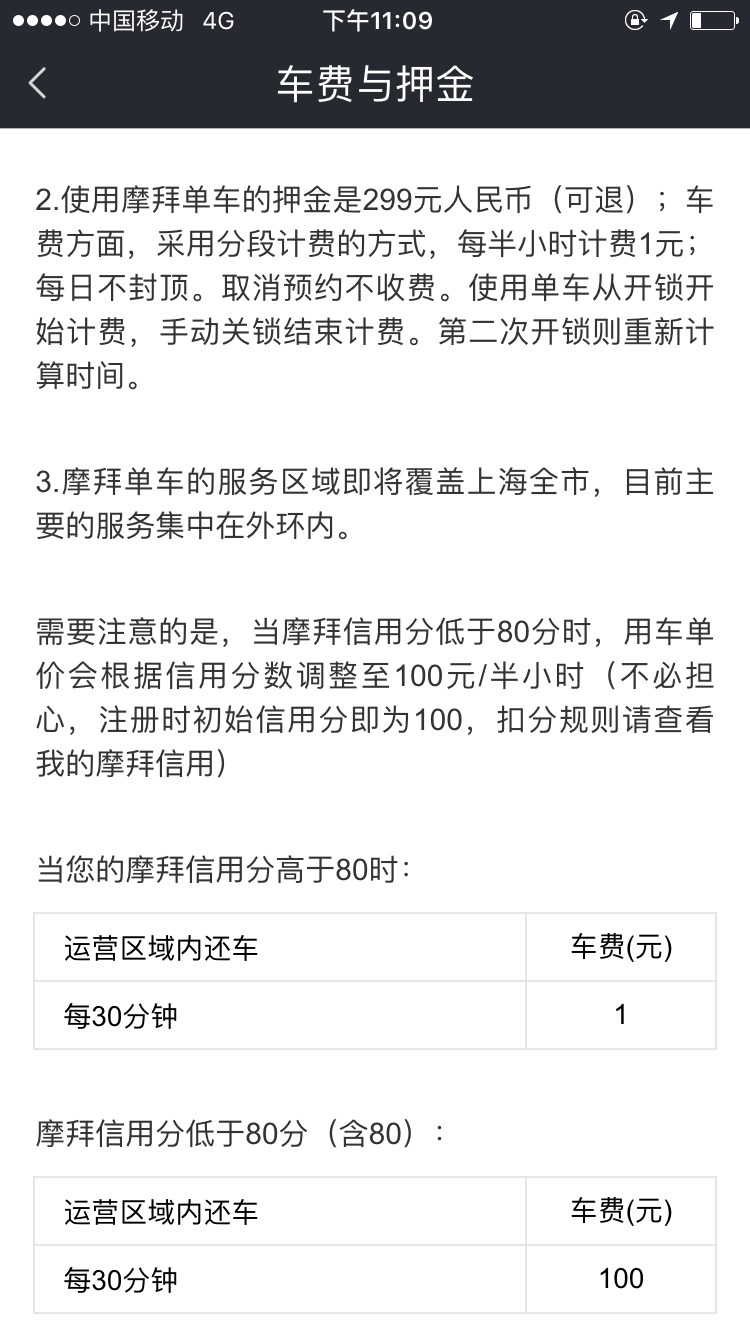 中国移动 4G 下午11:09
车费与押金
2.使用摩拜单车的押金是299元人民币（可退）；车
费方面，采用分段计费的方式，每半小时计费1元；
每日不封顶。取消预约不收费。使用单车从开锁开
始计费，手动关锁结束计费。第二次开锁则重新计
算时间。
3.摩拜单车的服务区域即将覆盖上海全市，目前主
要的服务集中在外环内。
需要注意的是，当摩拜信用分低于80分时，用车单
价会根据信用分数调整至100元/半小时（不必担
心，注册时初始信用分即为100，扣分规则请查看
我的摩拜信用）
当您的摩拜信用分高于80时：
运营区域内还车 车费(元)
每30分钟 1
摩拜信用分低于80分（含80）：
运营区域内还车 车费(元)
每30分钟 100